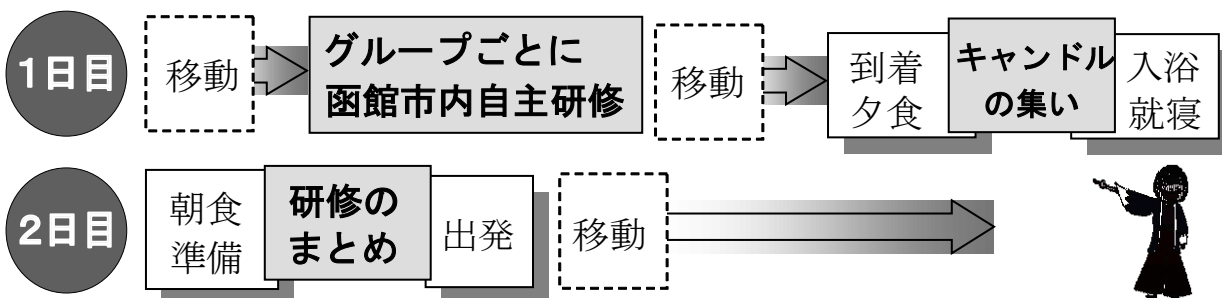 1日目
移動
グループごとに
函館市内自主研修
移動
到着
夕食
キャンドル
の集い
入浴
就寝
2日目
朝食
準備
研修の
まとめ
出発
移動